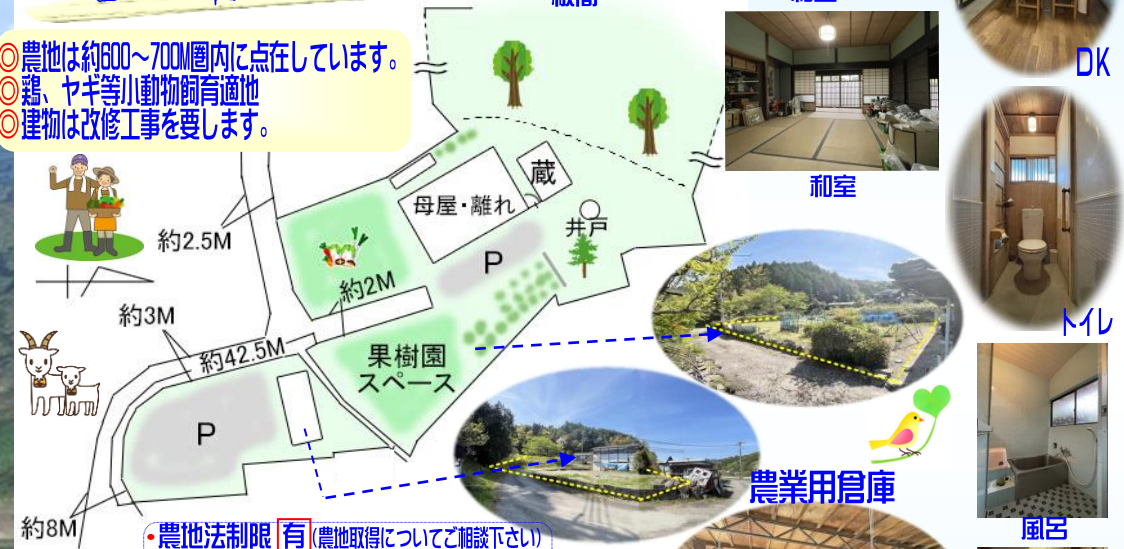 ◎農地は約600～700M圏内に点在しています。
◎鶏、ヤギ等小動物飼育適地
◎建物は改修工事を要します。
DK
和室
蔵
母屋・離れ
井戸
約2.5M
P
約2M
約3M
約42.5M
果樹園
スペース
トイレ
P
農業用倉庫
約8M
風呂
・農地法制限 有 (農地取得についてご相談下さい)